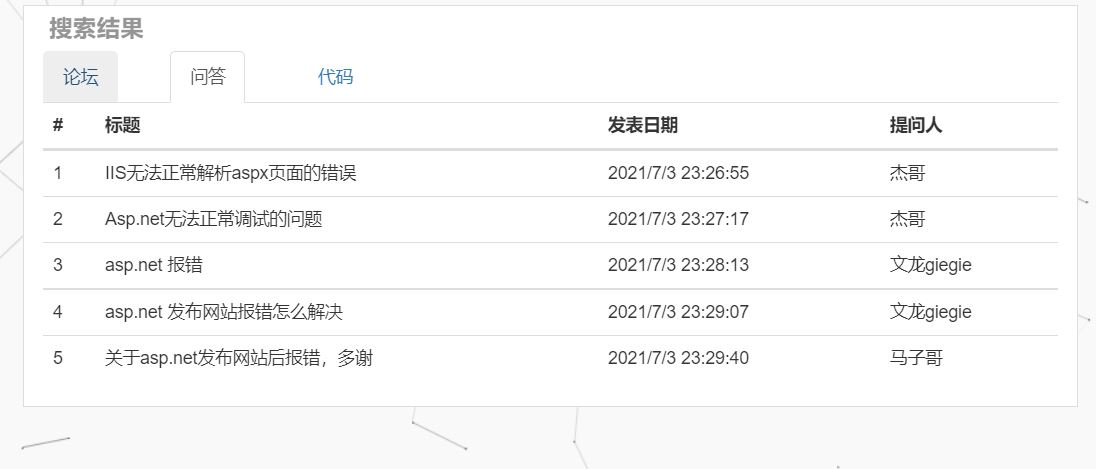 搜索结果
论坛 问答 代码
# 标题 发表日期 提问人
1 IIS无法正常解析aspx页面的错误 2021/7/3 23:26:55 杰哥
2 Asp.net无法正常调试的问题 2021/7/3 23:27:17 杰哥
3 asp.net 报错 2021/7/3 23:28:13 文龙giegie
4 asp.net 发布网站报错怎么解决 2021/7/3 23:29:07 文龙giegie
5 关于asp.net发布网站后报错，多谢 2021/7/3 23:29:40 马子哥